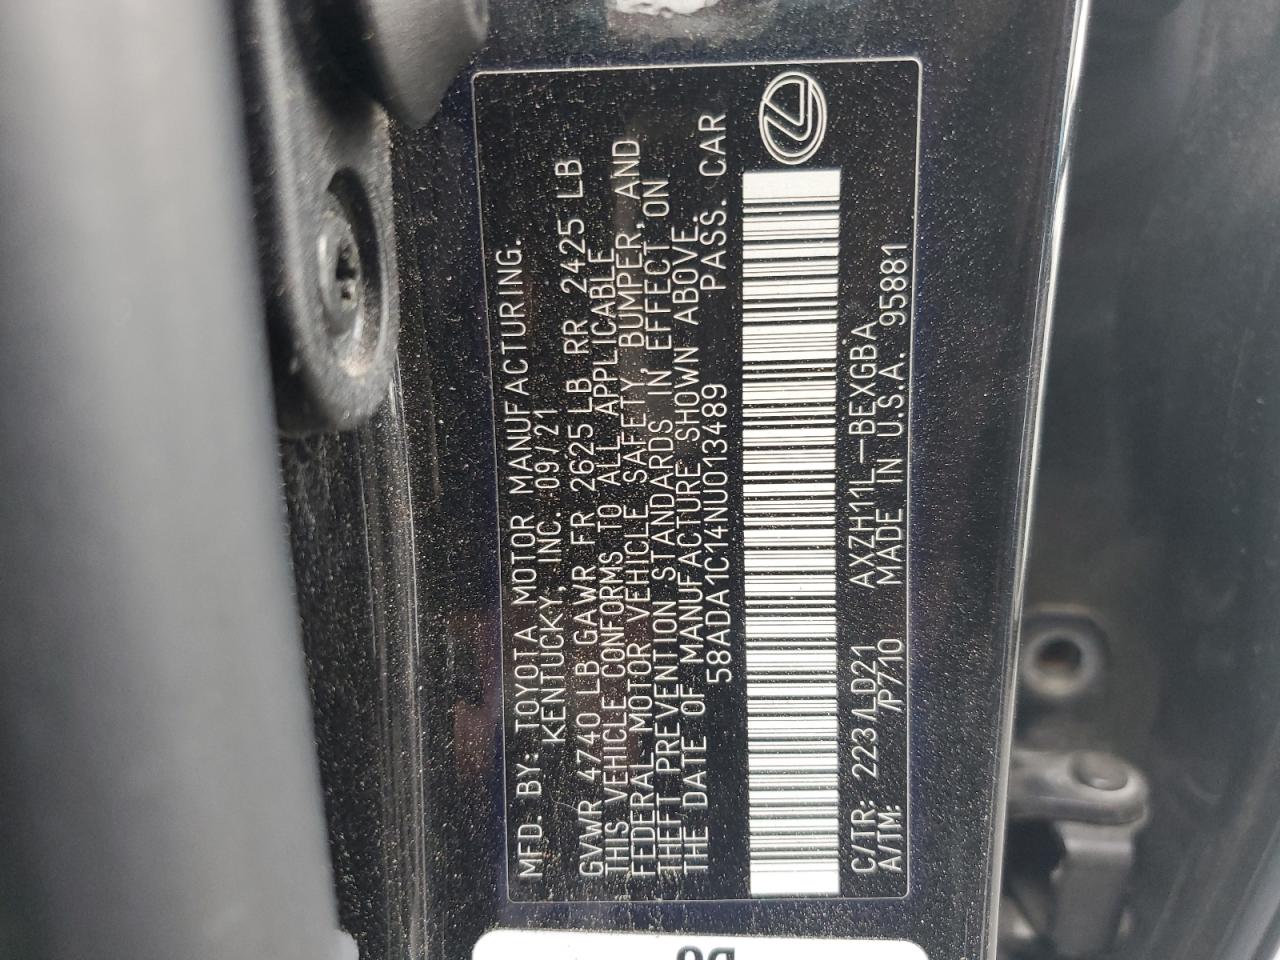 MFD. BY: TOYOTA MOTOR MANUFACTURING.
KENTUCKY, INC. 09/21
GVWR 4740 LB GAWR FR 2625 LB RR 2425 LB
THIS VEHICLE CONFORMS TO ALL APPLICABLE
FEDERAL MOTOR VEHICLE SAFETY, BUMPER, AND
THEFT PREVENTION STANDARDS IN EFFECT ON
THE DATE OF MANUFACTURE SHOWN ABOVE.
58ADA1C14NU013489 PASS. CAR
C/TR: 223/LD21 AXZH11L-BEXGBA
A/TM: /P710 MADE IN U.S.A. 95881